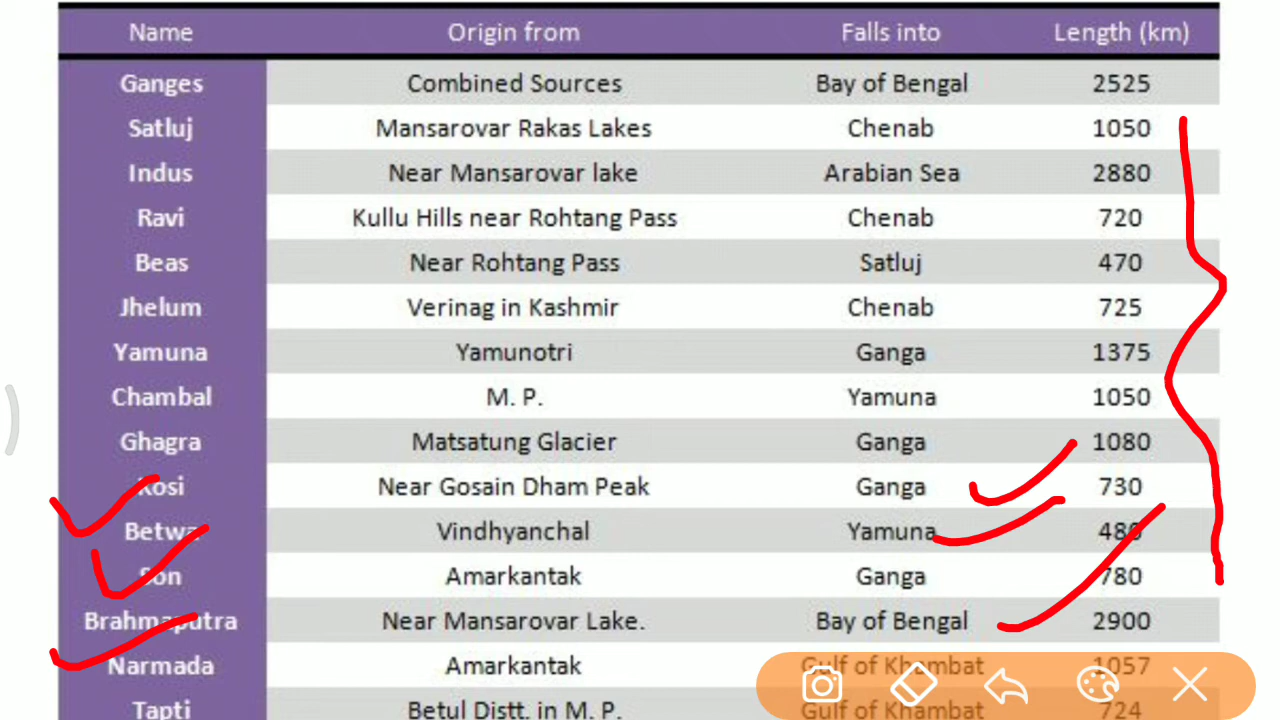 Name Origin from Falls into Length (km)
Ganges Combined Sources Bay of Bengal 2525
Satluj Mansarovar Rakas Lakes Chenab 1050
Indus Near Mansarovar lake Arabian Sea 2880
Ravi Kullu Hills near Rohtang Pass Chenab 720
Beas Near Rohtang Pass Satluj 470
Jhelum Verinag in Kashmir Chenab 725
Yamuna Yamunotri Ganga 1375
Chambal M. P. Yamuna 1050
Ghagra Matsatung Glacier Ganga 1080
Kosi Near Gosain Dham Peak Ganga 730
Betwa Vindhyanchal Yamuna 480
Son Amarkantak Ganga 780
Brahmaputra Near Mansarovar Lake. Bay of Bengal 2900
Narmada Amarkantak Gulf of Khambat 1057
Tapti Betul Distt. in M. P. Gulf of Khambat 724